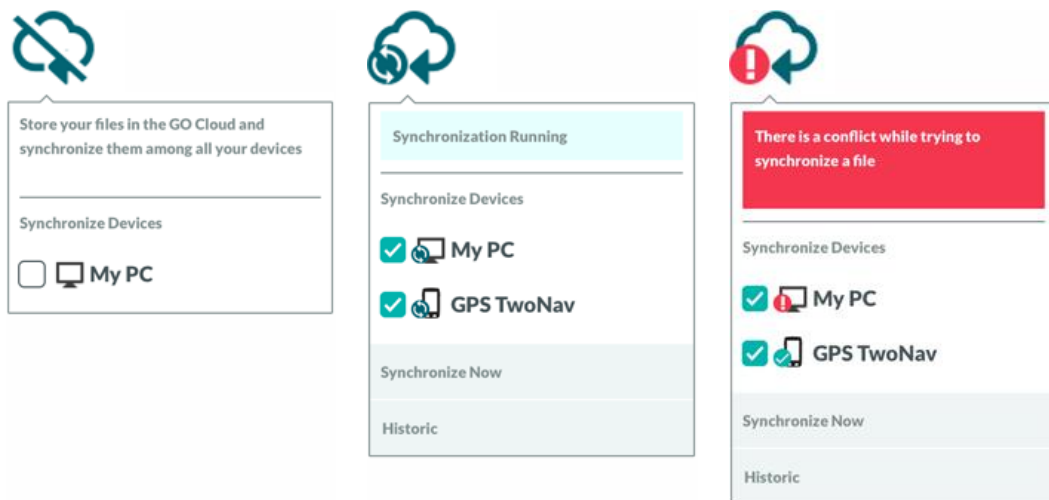 Store your files in the GO Cloud and
synchronize them among all your devices
Synchronize Devices
My PC
Synchronization Running
Synchronize Devices
My PC
GPS TwoNav
Synchronize Now
Historic
There is a conflict while trying to
synchronize a file
Synchronize Devices
My PC
GPS TwoNav
Synchronize Now
Historic